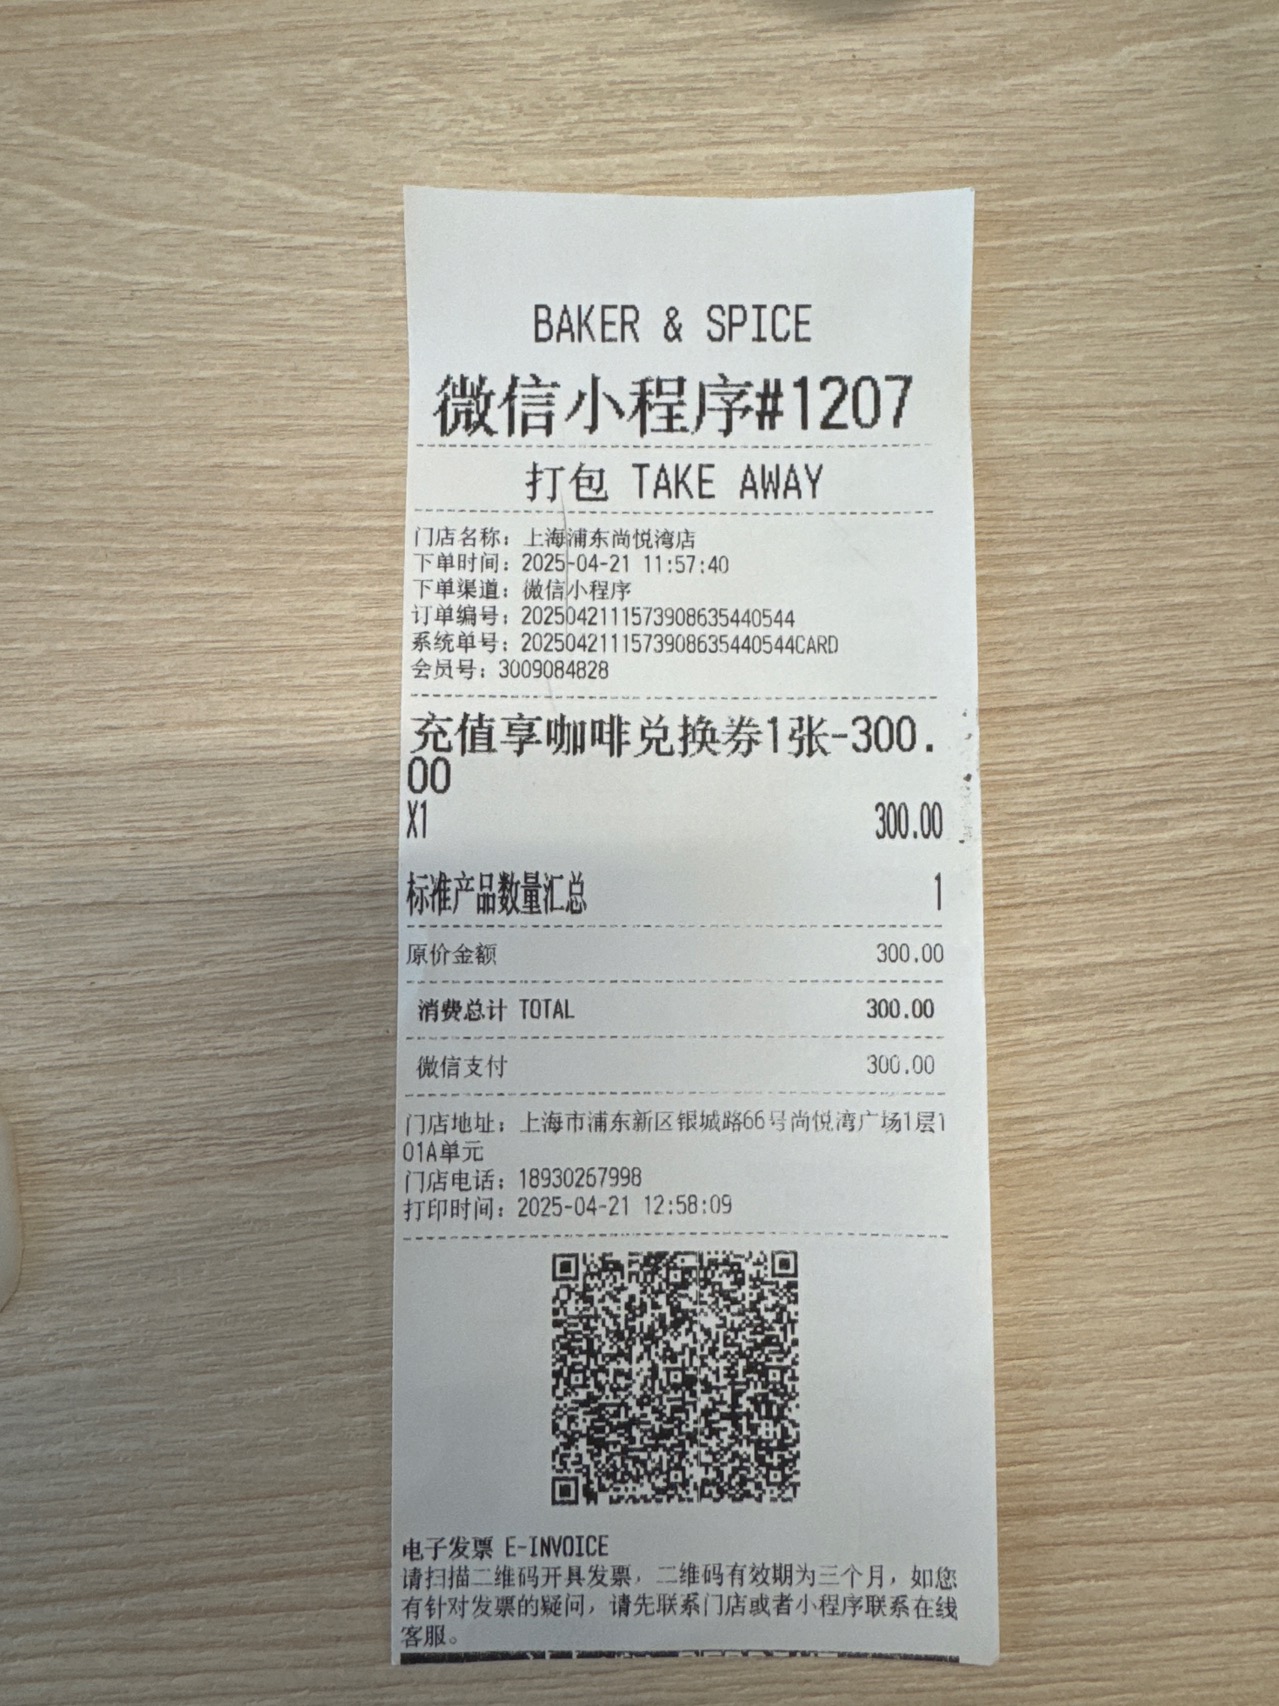 BAKER & SPICE
微信小程序#1207
打包 TAKE AWAY
门店名称：上海浦东尚悦湾店
下单时间：2025-04-21 11:57:40
下单渠道：微信小程序
订单编号：2025042111573908635440544
系统单号：2025042111573908635440544CARD
会员号：3009084828
充值享咖啡兑换券1张-300.
00
X1 300.00
标准产品数量汇总 1
原价金额 300.00
消费总计 TOTAL 300.00
微信支付 300.00
门店地址：上海市浦东新区银城路66号尚悦湾广场1层1
01A单元
门店电话：18930267998
打印时间：2025-04-21 12:58:09
电子发票 E-INVOICE
请扫描二维码开具发票，二维码有效期为三个月，如您
有针对发票的疑问，请先联系门店或者小程序联系在线
客服。